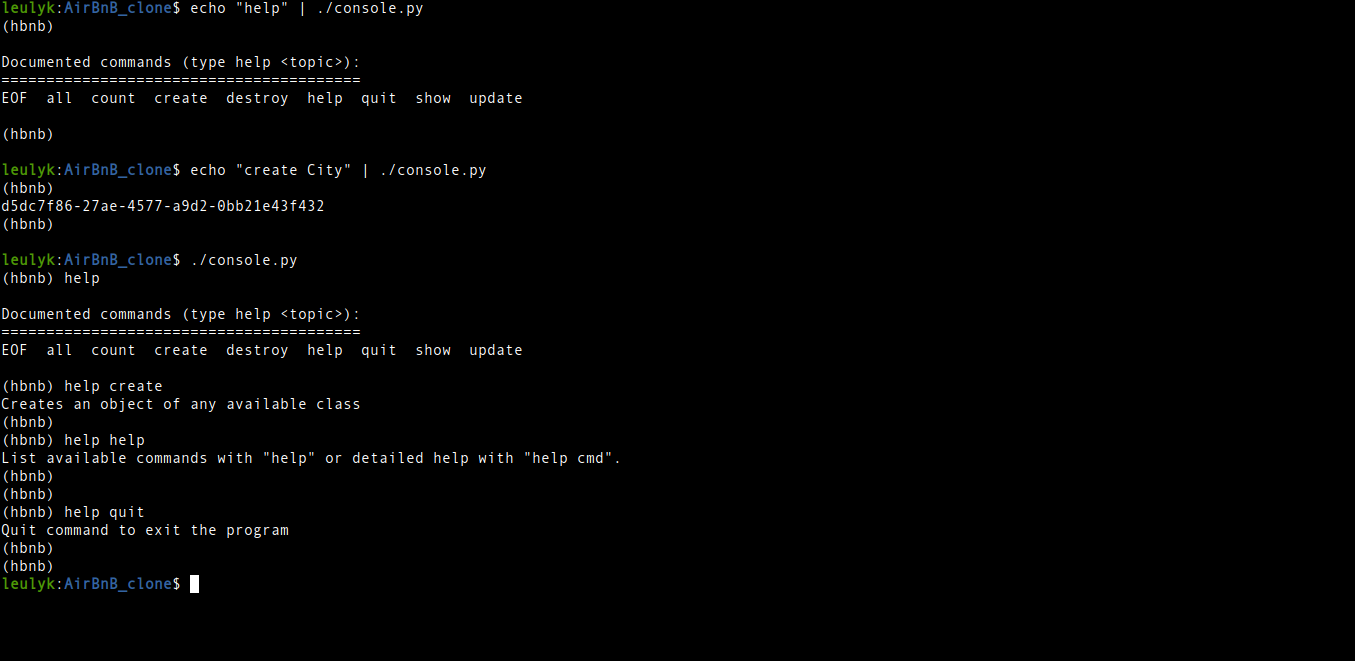 leulyk:AirBnB_clone$ echo "help" | ./console.py
(hbnb)
Documented commands (type help <topic>):
========================================
EOF  all  count  create  destroy  help  quit  show  update
(hbnb)
leulyk:AirBnB_clone$ echo "create City" | ./console.py
(hbnb)
d5dc7f86-27ae-4577-a9d2-0bb21e43f432
(hbnb)
leulyk:AirBnB_clone$ ./console.py
(hbnb) help
Documented commands (type help <topic>):
========================================
EOF  all  count  create  destroy  help  quit  show  update
(hbnb) help create
Creates an object of any available class
(hbnb)
(hbnb) help help
List available commands with "help" or detailed help with "help cmd".
(hbnb)
(hbnb)
(hbnb) help quit
Quit command to exit the program
(hbnb)
(hbnb)
leulyk:AirBnB_clone$